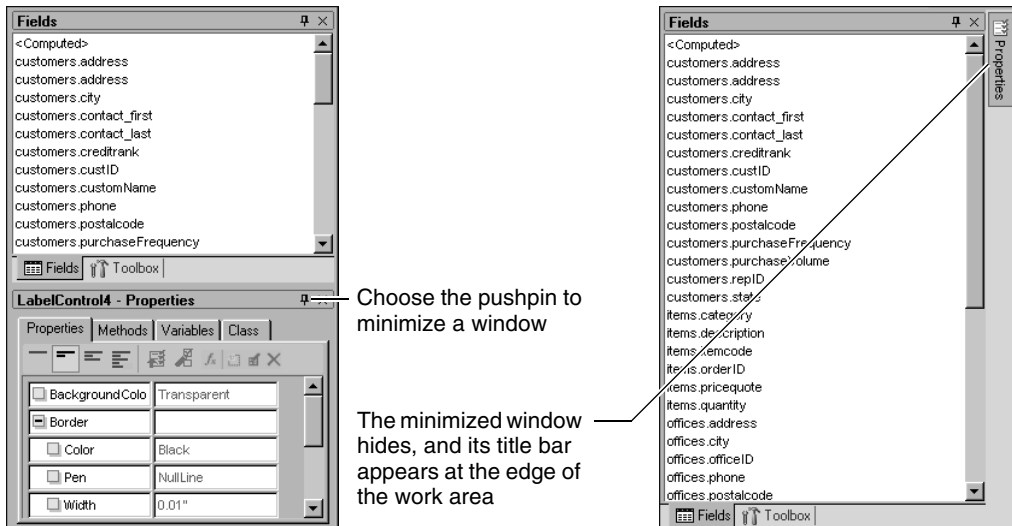 Fields
<Computed>
customers.address
customers.address
customers.city
customers.contact_first
customers.contact_last
customers.creditrank
customers.custID
customers.customName
customers.phone
customers.postalcode
customers.purchaseFrequency
Fields Toolbox
LabelControl4 - Properties
Properties Methods Variables Class
BackgroundColo Transparent
Border
Color Black
Pen NullLine
Width 0.01"
Choose the pushpin to
minimize a window
The minimized window
hides, and its title bar
appears at the edge of
the work area
Fields
<Computed>
customers.address
customers.address
customers.city
customers.contact_first
customers.contact_last
customers.creditrank
customers.custID
customers.customName
customers.phone
customers.postalcode
customers.purchaseFrequency
customers.purchaseVolume
customers.repID
customers.state
items.category
items.description
items.itemcode
items.orderID
items.pricequote
items.quantity
offices.address
offices.city
offices.officeID
offices.phone
offices.postalcode
Fields Toolbox
Properties